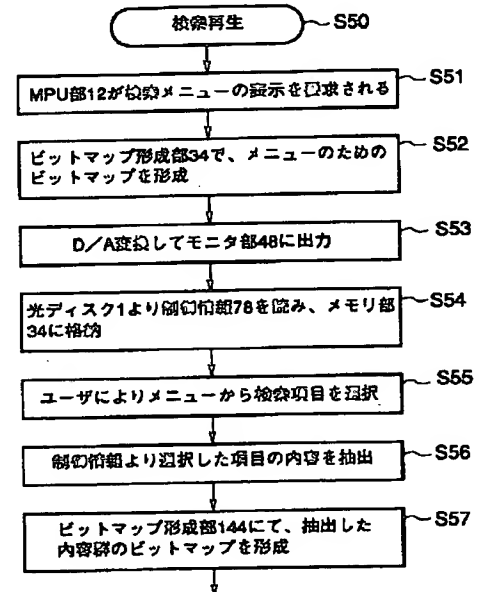 検索再生 S50
MPU部12が検索メニューの表示を要求される S51
ビットマップ形成部34で、メニューのための S52
ビットマップを形成
D/A変換してモニタ部48に出力 S53
光ディスク1より制御情報78を読み、メモリ部 S54
34に格納
ユーザによりメニューから検索項目を選択 S55
制御情報より選択した項目の内容を抽出 S56
ビットマップ形成部144にて、抽出した S57
内容群のビットマップを形成